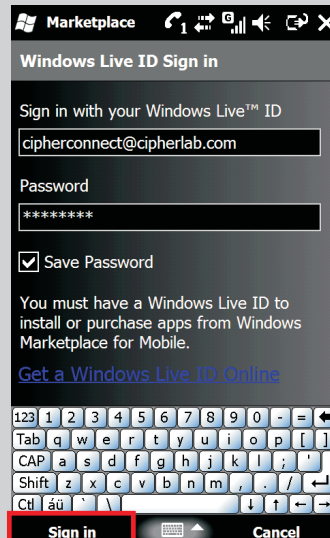 Marketplace
Windows Live ID Sign in
Sign in with your Windows Live™ ID
cipherconnect@cipherlab.com
Password
********
Save Password
You must have a Windows Live ID to
install or purchase apps from Windows
Marketplace for Mobile.
Get a Windows Live ID Online
123 1 2 3 4 5 6 7 8 9 0 - =
Tab q w e r t y u i o p [ ]
CAP a s d f g h j k l ; '
Shift z x c v b n m , . /
Ctl áü ` \
Sign in Cancel